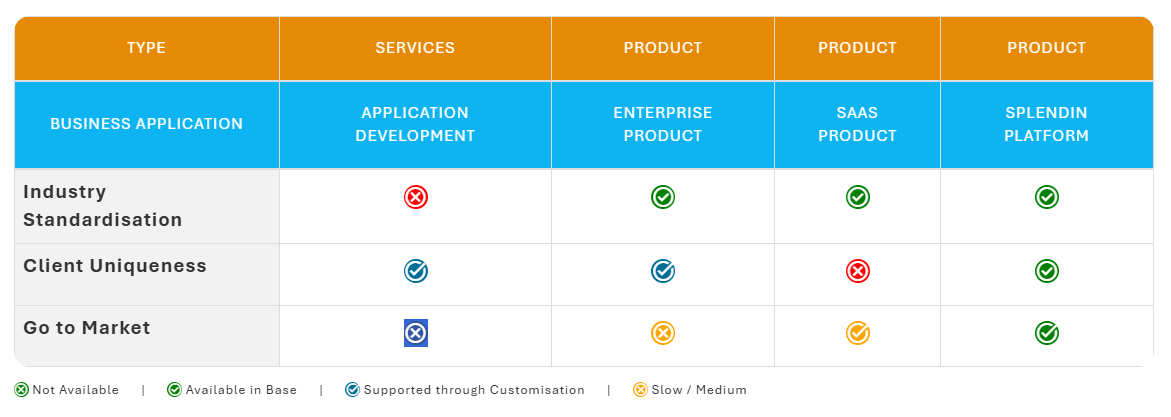 TYPE SERVICES PRODUCT PRODUCT PRODUCT
BUSINESS APPLICATION
APPLICATION
DEVELOPMENT
ENTERPRISE
PRODUCT
SAAS
PRODUCT
SPLENDIN
PLATFORM
Industry
Standardisation
Client Uniqueness
Go to Market
Not Available | Available in Base | Supported through Customisation | Slow / Medium